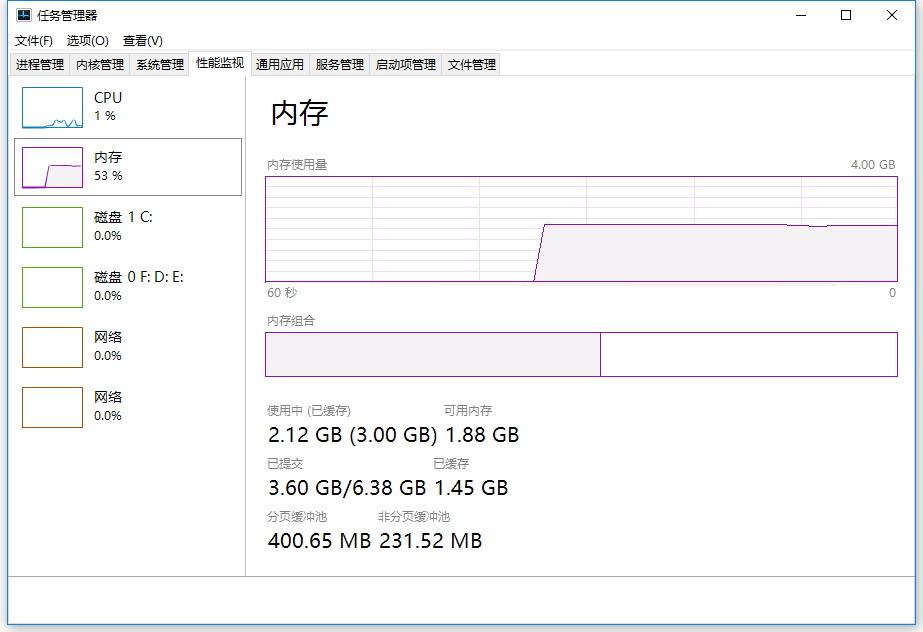 任务管理器
文件(F) 选项(O) 查看(V)
进程管理 内核管理 系统管理 性能监视 通用应用 服务管理 启动项管理 文件管理
CPU
1 %
内存
53 %
磁盘 1 C:
0.0%
磁盘 0 F: D: E:
0.0%
网络
0.0%
网络
0.0%
内存
内存使用量 4.00 GB
60 秒 0
内存组合
使用中 (已缓存) 可用内存
2.12 GB (3.00 GB) 1.88 GB
已提交 已缓存
3.60 GB/6.38 GB 1.45 GB
分页缓冲池 非分页缓冲池
400.65 MB 231.52 MB